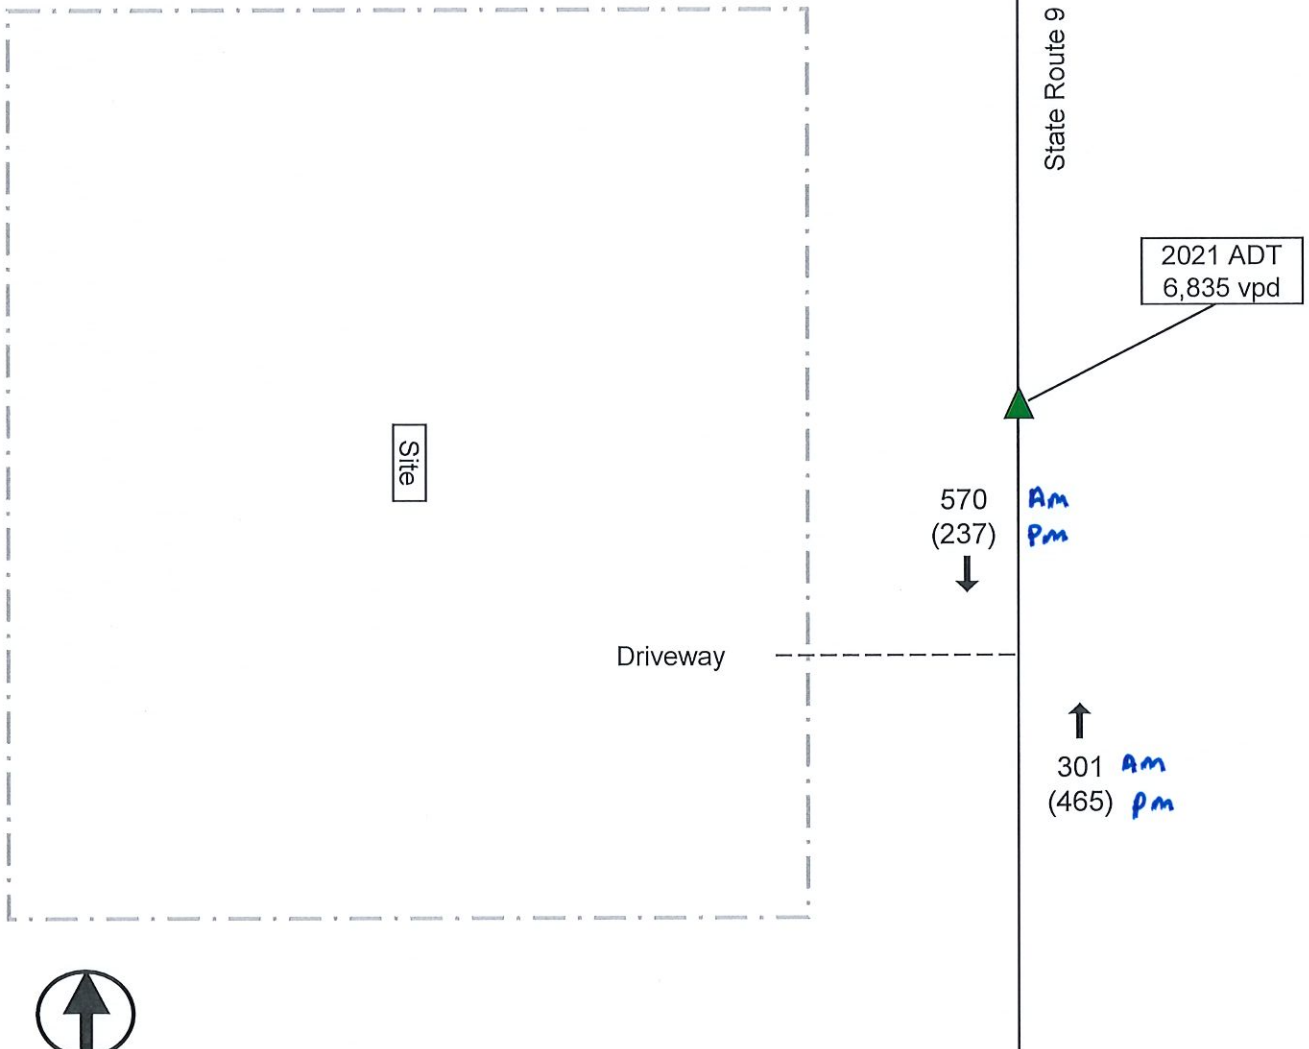 State Route 9
2021 ADT
6,835 vpd
Site
570 Am
(237) Pm
Driveway
301 Am
(465) pm